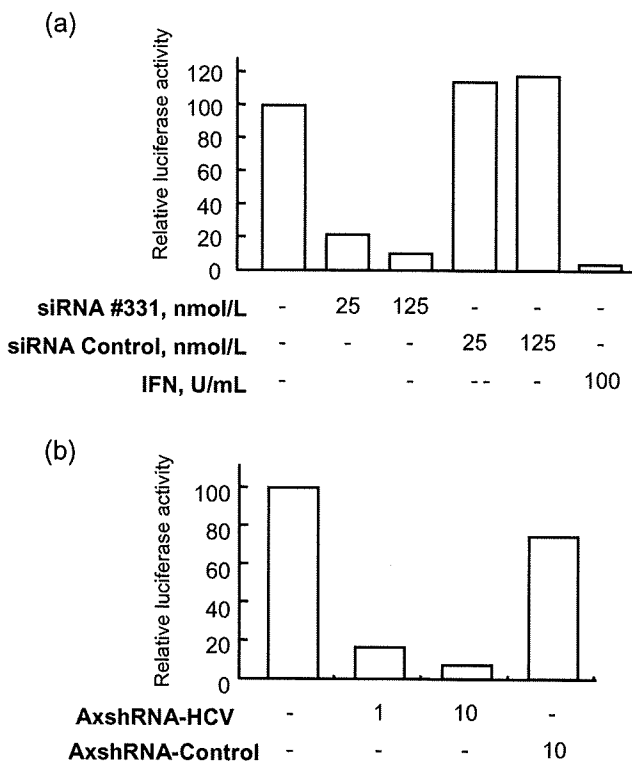 (a)
Relative luciferase activity
120
100
80
60
40
20
0
siRNA #331, nmol/L - 25 125 - - -
siRNA Control, nmol/L - - - 25 125 -
IFN, U/mL - - -- - 100
(b)
Relative luciferase activity
100
80
60
40
20
0
AxshRNA-HCV - 1 10 -
AxshRNA-Control - - - 10